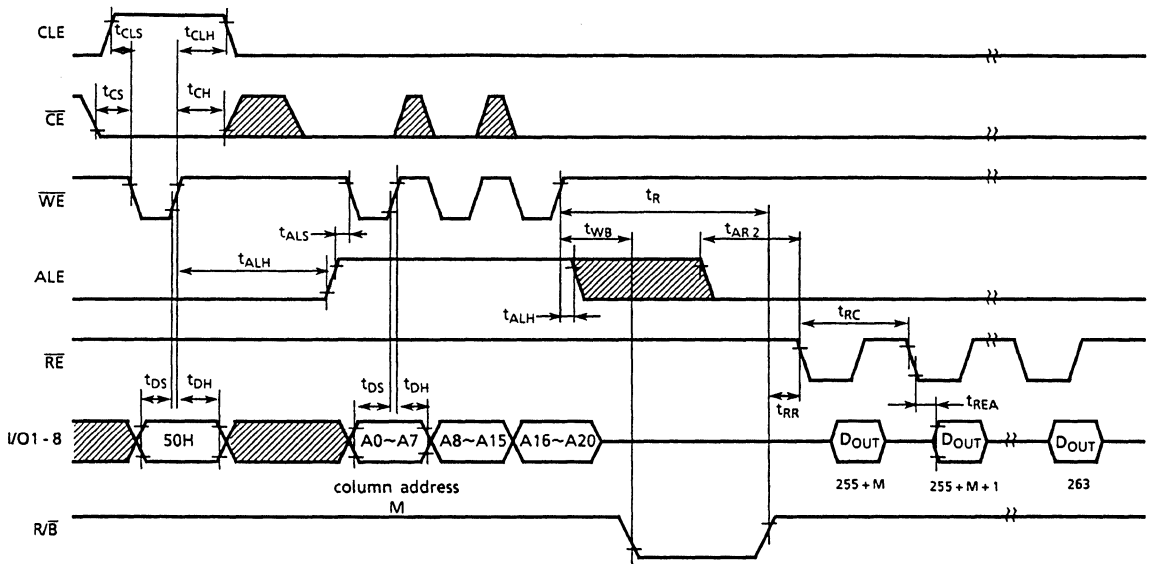 CLE
tCLS
tCLH
CE
tCS
tCH
WE
tR
tALS
tWB
tAR 2
ALE
tALH
tALH
tRC
RE
tDS
tDH
tDS
tDH
tRR
tREA
I/O1 - 8
50H
A0~A7
A8~A15
A16~A20
DOUT
DOUT
DOUT
column address
M
255 + M
255 + M + 1
263
R/B